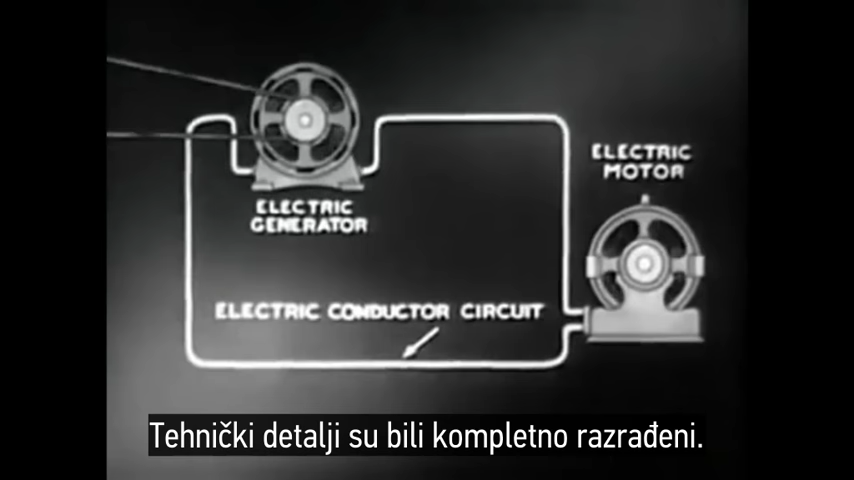 ELECTRIC
MOTOR
ELECTRIC
GENERATOR
ELECTRIC CONDUCTOR CIRCUIT
Tehnički detalji su bili kompletno razrađeni.